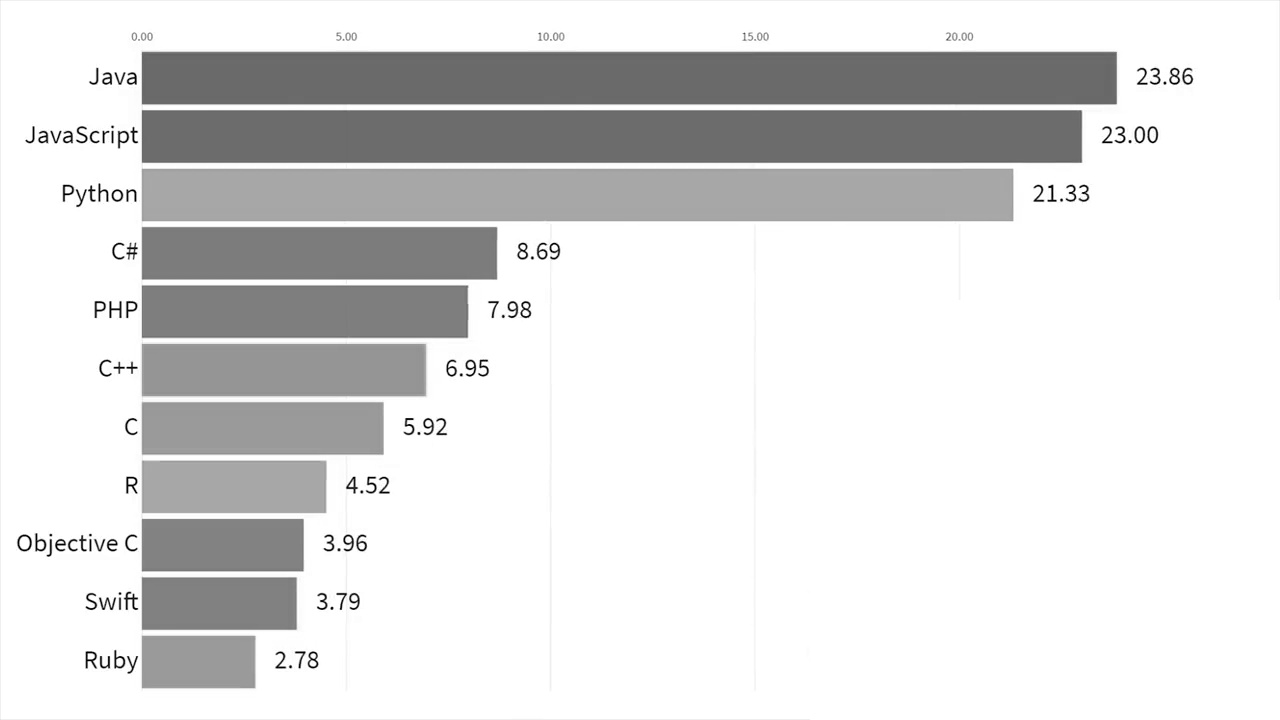 0.00 5.00 10.00 15.00 20.00
Java 23.86
JavaScript 23.00
Python 21.33
C# 8.69
PHP 7.98
C++ 6.95
C 5.92
R 4.52
Objective C 3.96
Swift 3.79
Ruby 2.78